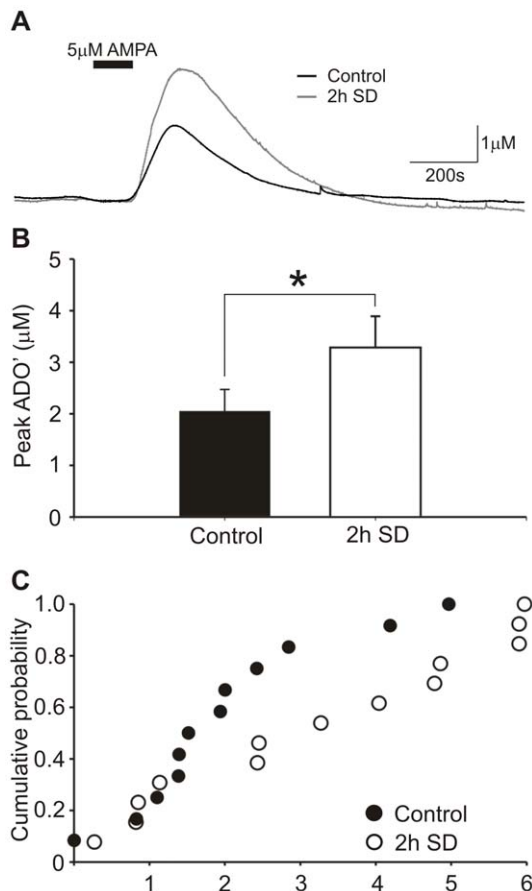 A
5µM AMPA
Control
2h SD
1µM
200s
B
Peak ADO' (µM)
5
4
3
2
1
0
*
Control
2h SD
C
Cumulative probability
1.0
0.8
0.6
0.4
0.2
0
Control
2h SD
1 2 3 4 5 6